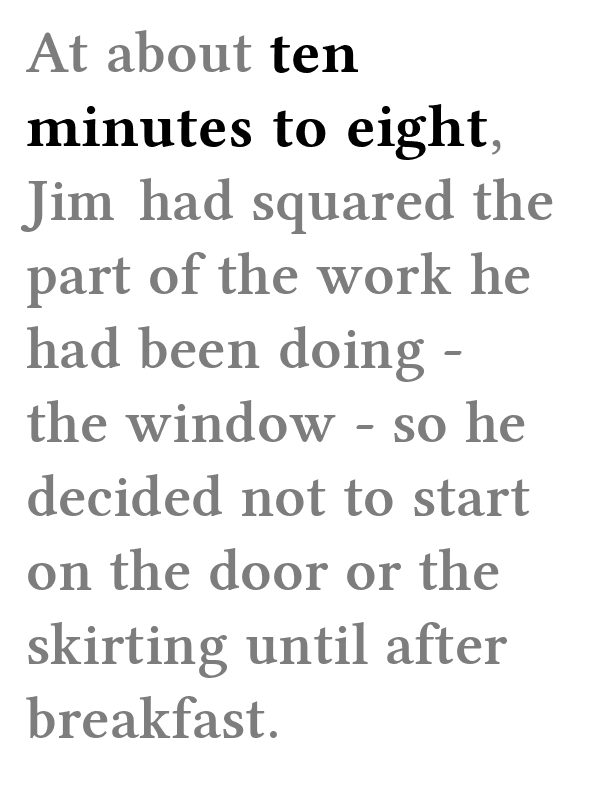 At about ten
minutes to eight,
Jim had squared the
part of the work he
had been doing -
the window - so he
decided not to start
on the door or the
skirting until after
breakfast.